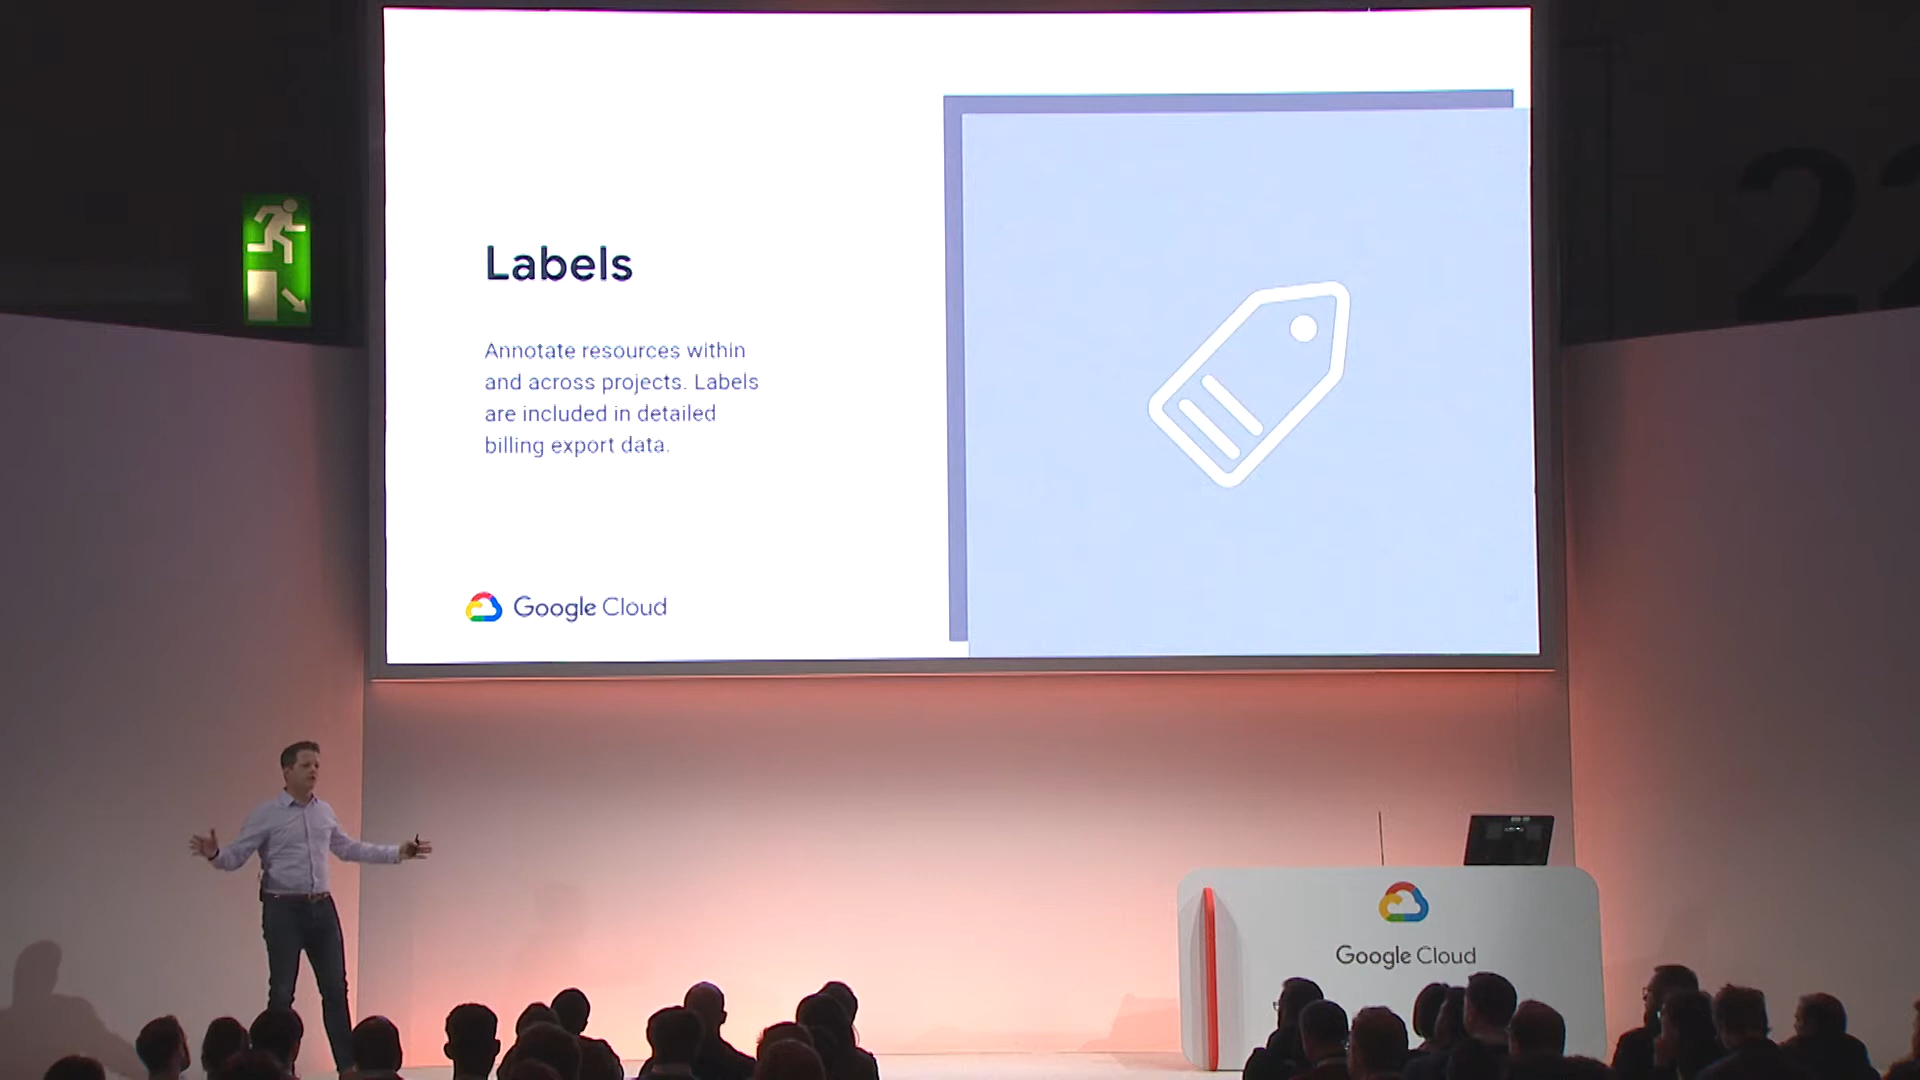 Labels
Annotate resources within
and across projects. Labels
are included in detailed
billing export data.
Google Cloud
Google Cloud
22